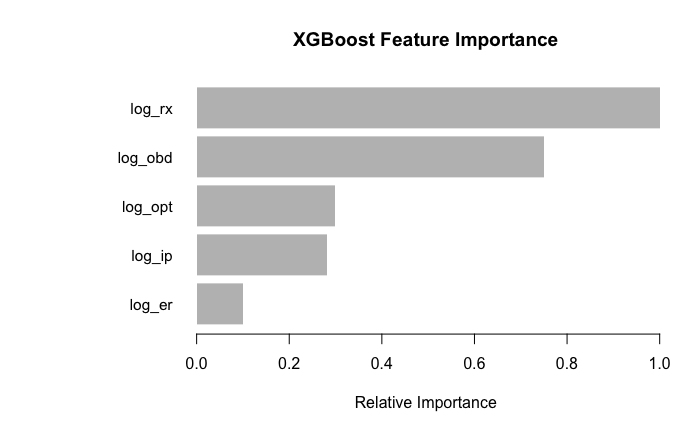 XGBoost Feature Importance
log_rx
log_obd
log_opt
log_ip
log_er
0.0 0.2 0.4 0.6 0.8 1.0
Relative Importance